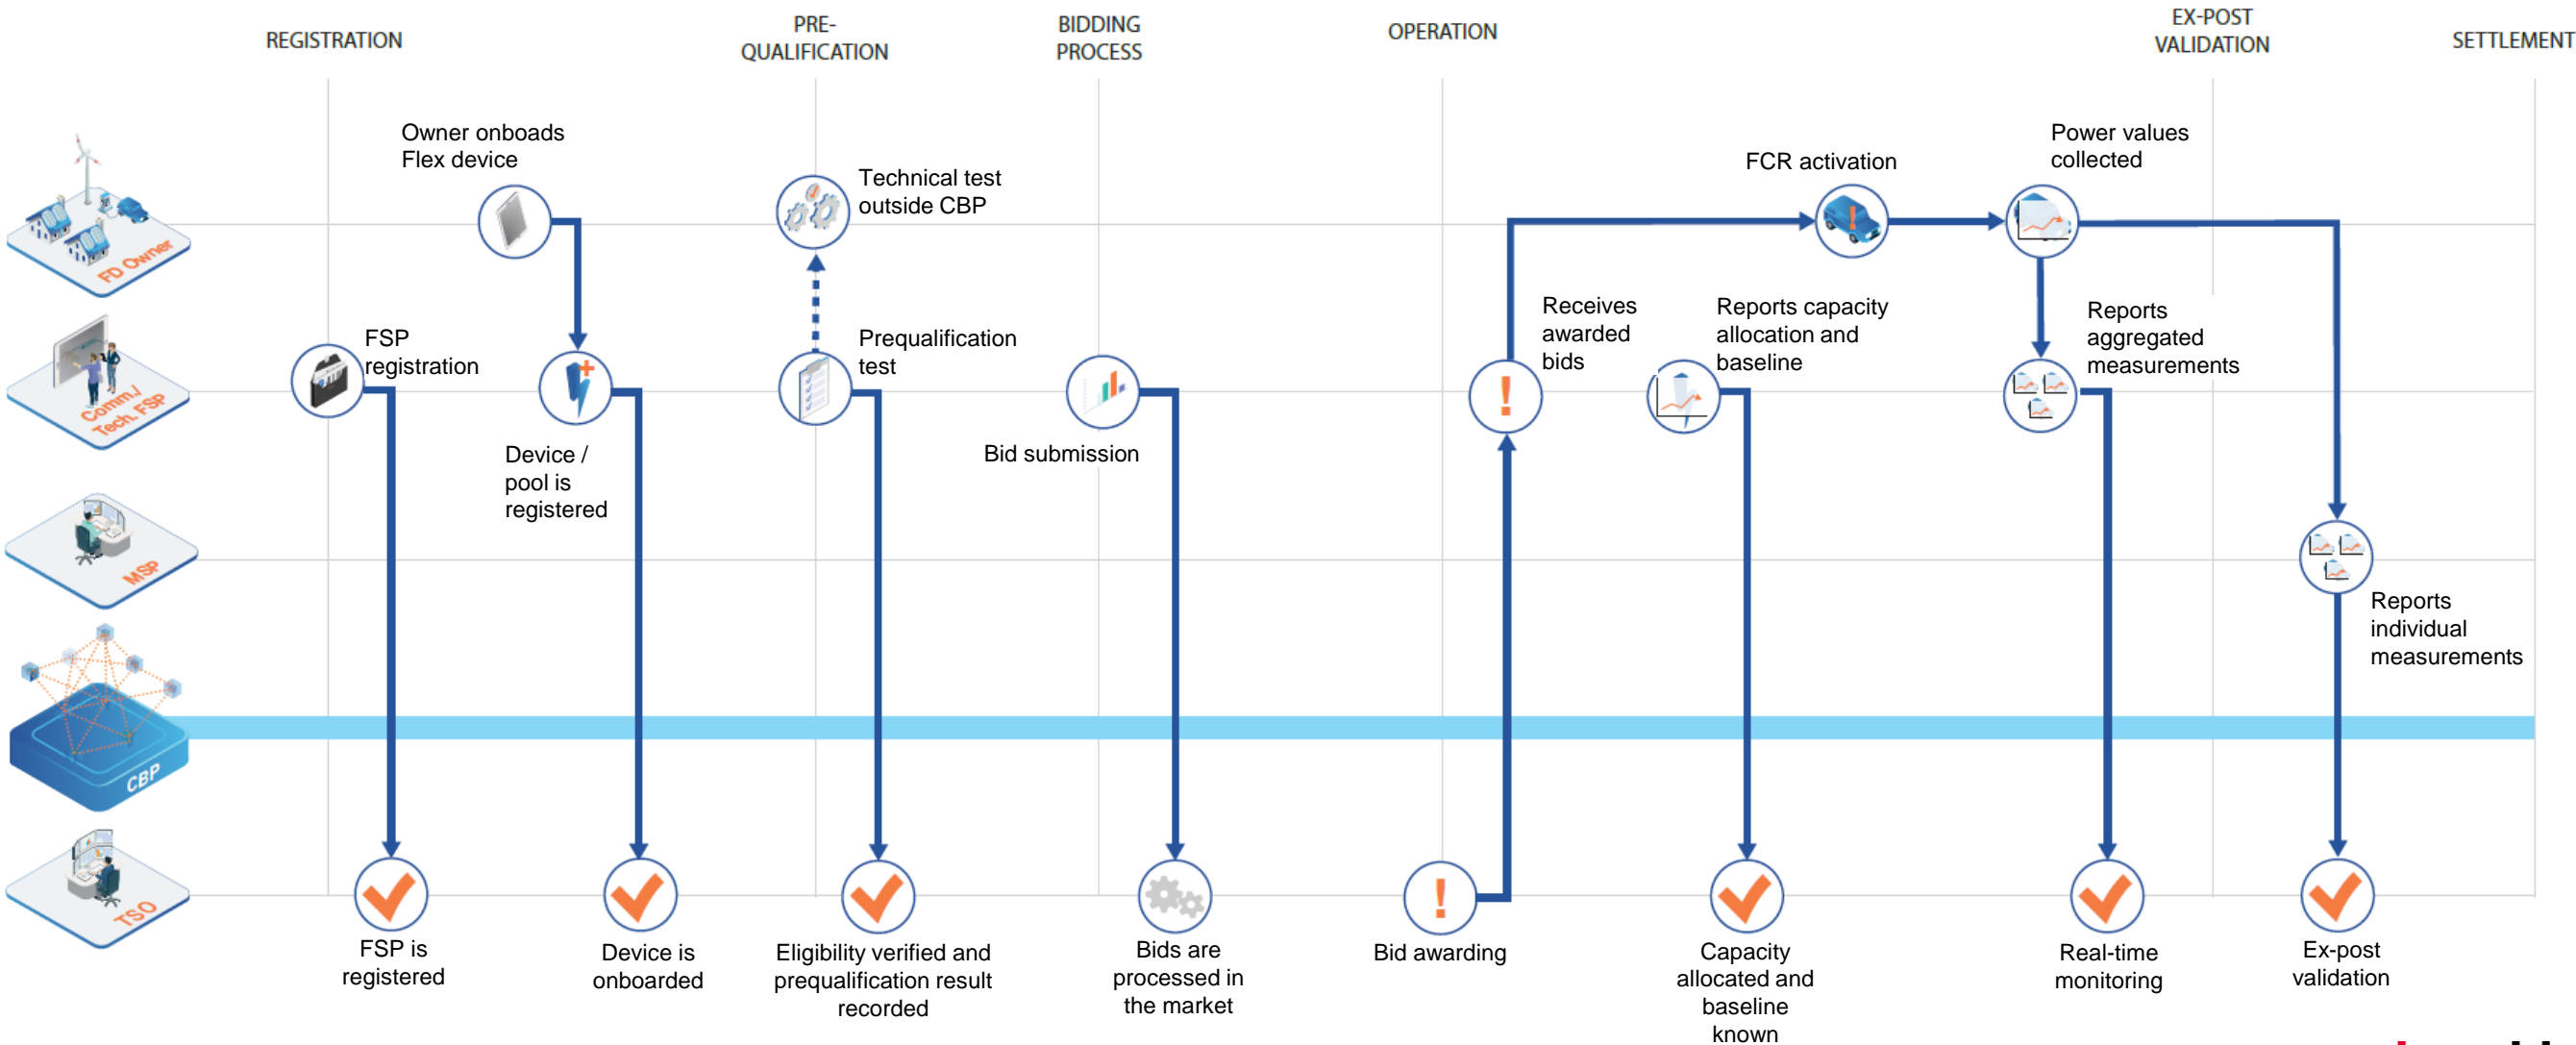 REGISTRATION
PRE-
QUALIFICATION
BIDDING
PROCESS
OPERATION
EX-POST
VALIDATION
SETTLEMENT
Owner onboads
Flex device
Technical test
outside CBP
FCR activation
Power values
collected
FD Owner
FSP
registration
Device /
pool is
registered
Prequalification
test
Bid submission
Receives
awarded
bids
Reports capacity
allocation and
baseline
Reports
aggregated
measurements
Comm./
Tech. FSP
MSP
Reports
individual
measurements
CBP
TSO
FSP is
registered
Device is
onboarded
Eligibility verified and
prequalification result
recorded
Bids are
processed in
the market
Bid awarding
Capacity
allocated and
baseline
known
Real-time
monitoring
Ex-post
validation